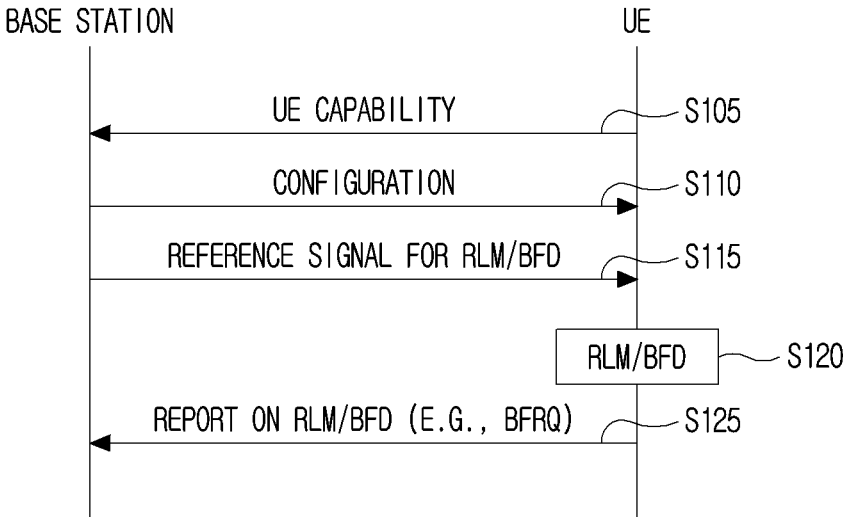 BASE STATION UE
UE CAPABILITY S105
CONFIGURATION S110
REFERENCE SIGNAL FOR RLM/BFD S115
RLM/BFD S120
REPORT ON RLM/BFD (E.G., BFRQ) S125